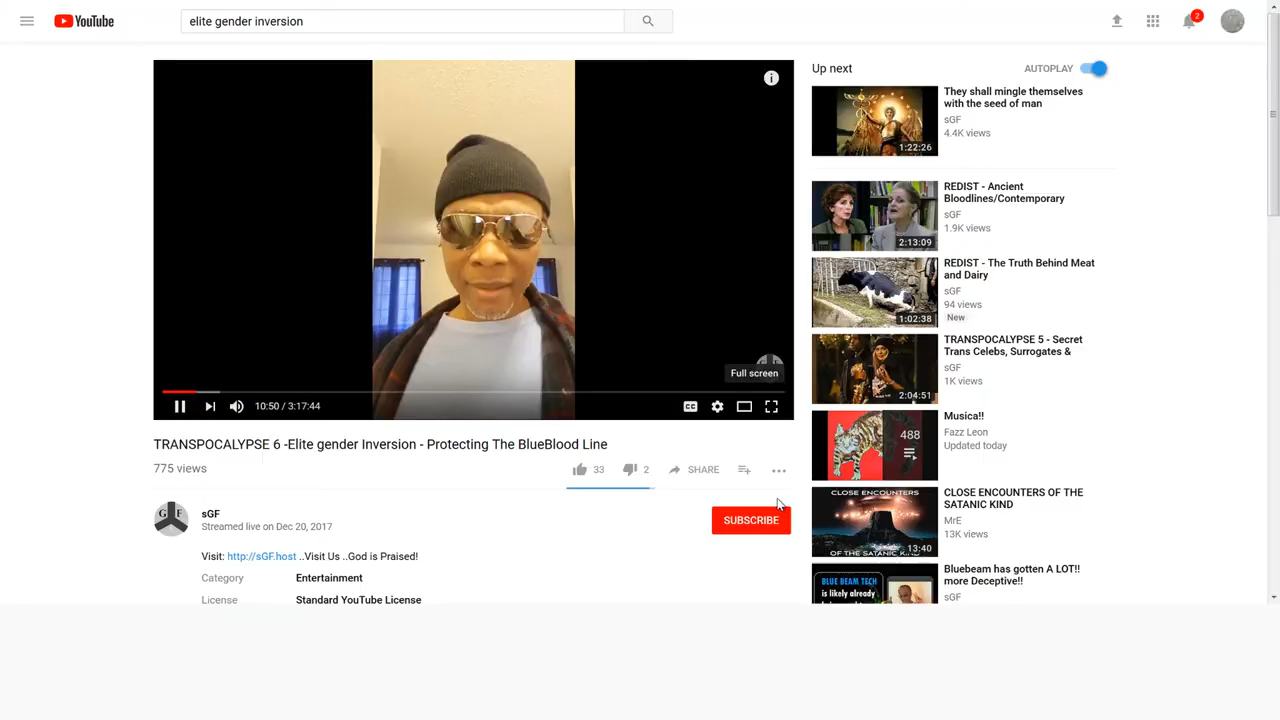 YouTube
elite gender inversion
2
Full screen
10:50 / 3:17:44
CC
TRANSPOCALYPSE 6 -Elite gender Inversion - Protecting The BlueBlood Line
775 views
33
2
SHARE
G F
sGF
Streamed live on Dec 20, 2017
SUBSCRIBE
Visit: http://sGF.host ..Visit Us ..God is Praised!
Category Entertainment
License Standard YouTube License
Up next
AUTOPLAY
1:22:26
They shall mingle themselves
with the seed of man
sGF
4.4K views
2:13:09
REDIST - Ancient
Bloodlines/Contemporary
sGF
1.9K views
1:02:38
REDIST - The Truth Behind Meat
and Dairy
sGF
94 views
New
2:04:51
TRANSPOCALYPSE 5 - Secret
Trans Celebs, Surrogates &
sGF
1K views
488
Musica!!
Fazz Leon
Updated today
CLOSE ENCOUNTERS
13:40
CLOSE ENCOUNTERS OF THE
SATANIC KIND
MrE
13K views
BLUE BEAM TECH
is likely already
Bluebeam has gotten A LOT!!
more Deceptive!!
sGF